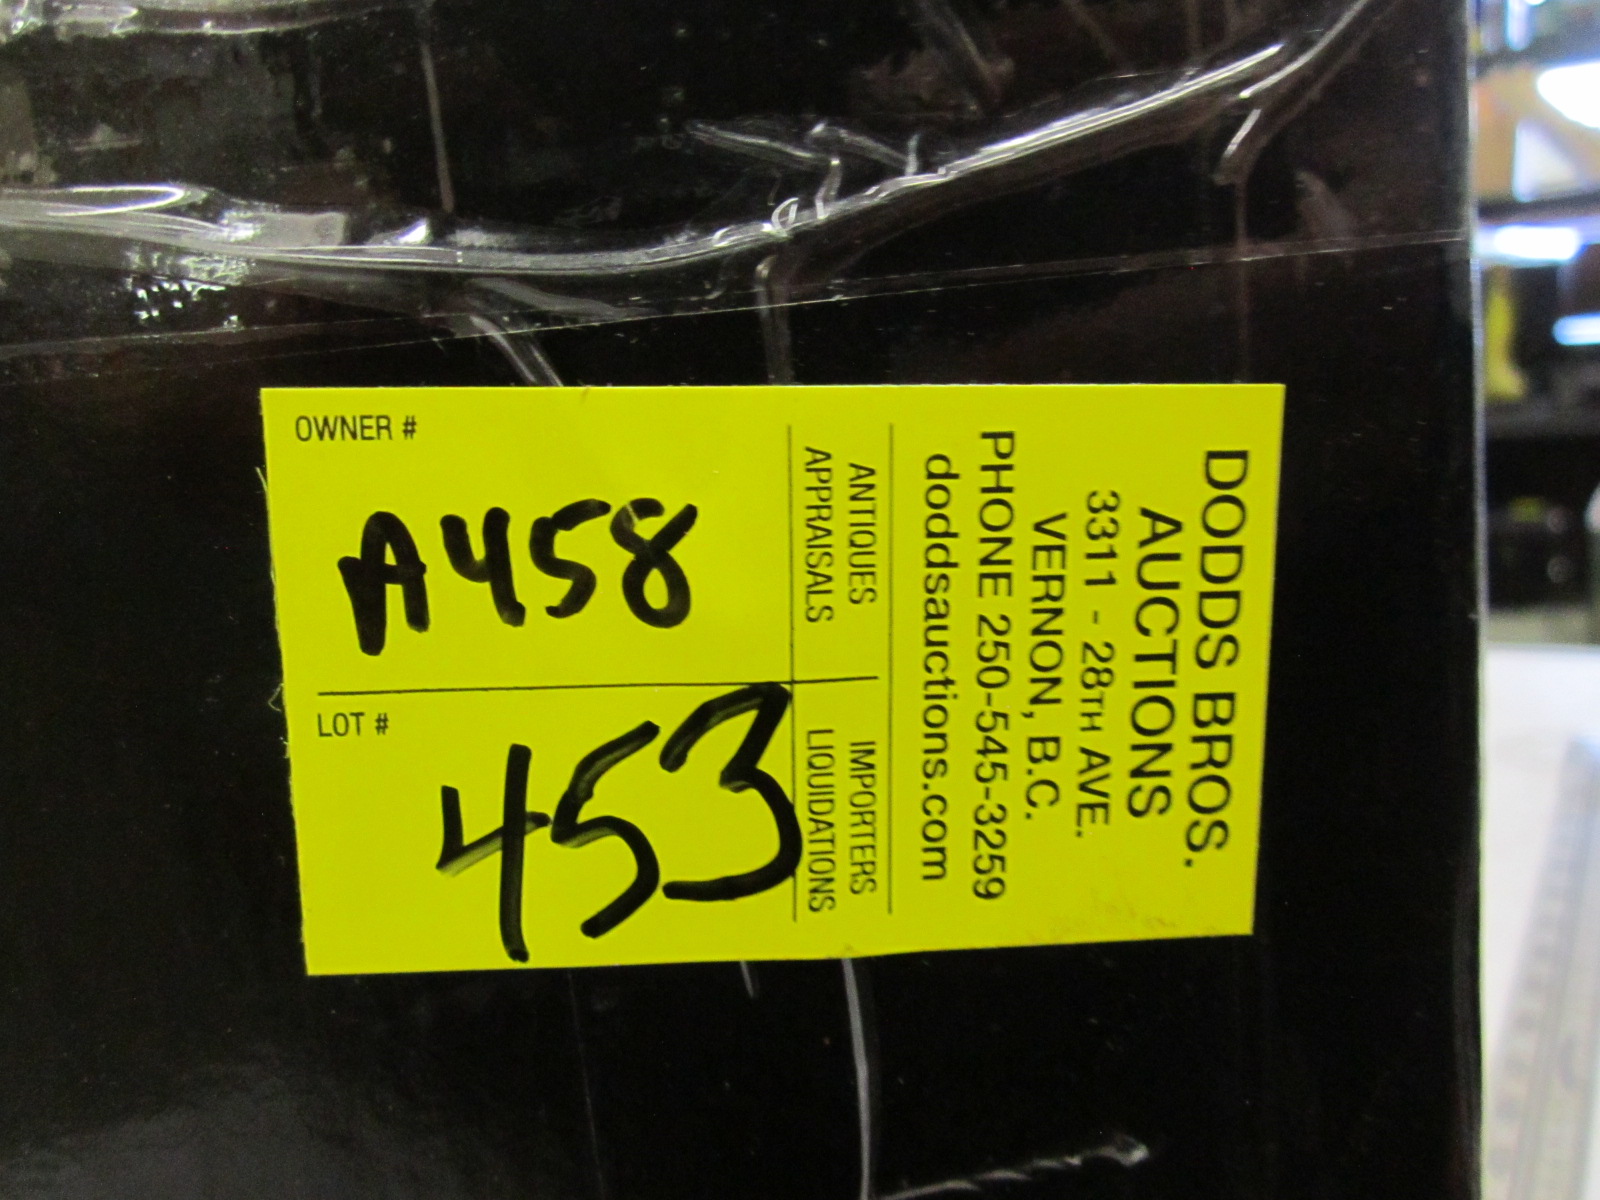 OWNER #
A458
LOT #
453
ANTIQUES
APPRAISALS
IMPORTERS
LIQUIDATIONS
DODDS BROS.
AUCTIONS
3311 - 28TH AVE.
VERNON, B.C.
PHONE 250-545-3259
doddsauctions.com